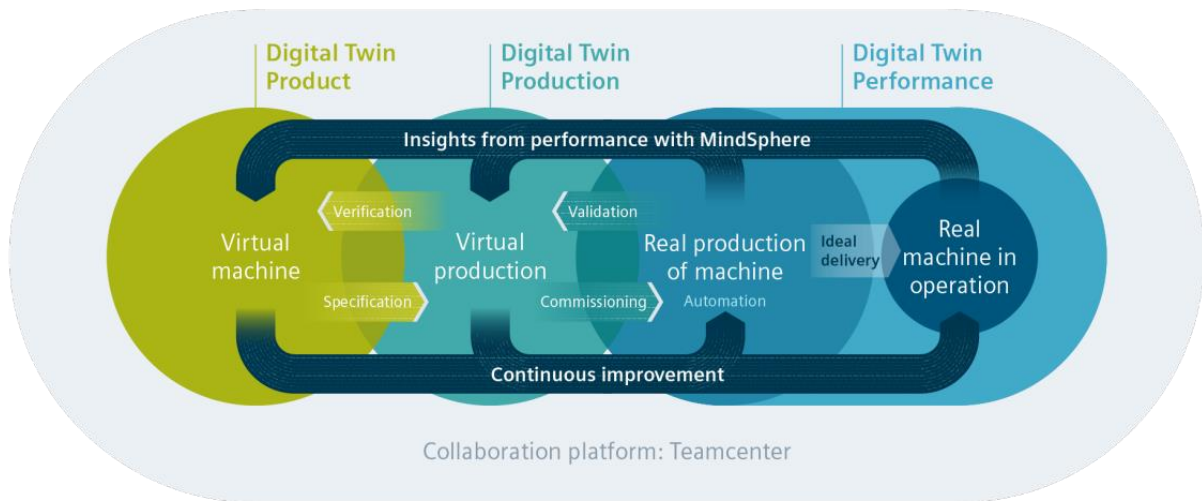 Digital Twin
Product
Digital Twin
Production
Digital Twin
Performance
Insights from performance with MindSphere
Verification
Validation
Virtual
machine
Virtual
production
Real production
of machine
Ideal
delivery
Real
machine in
operation
Specification
Commissioning
Automation
Continuous improvement
Collaboration platform: Teamcenter